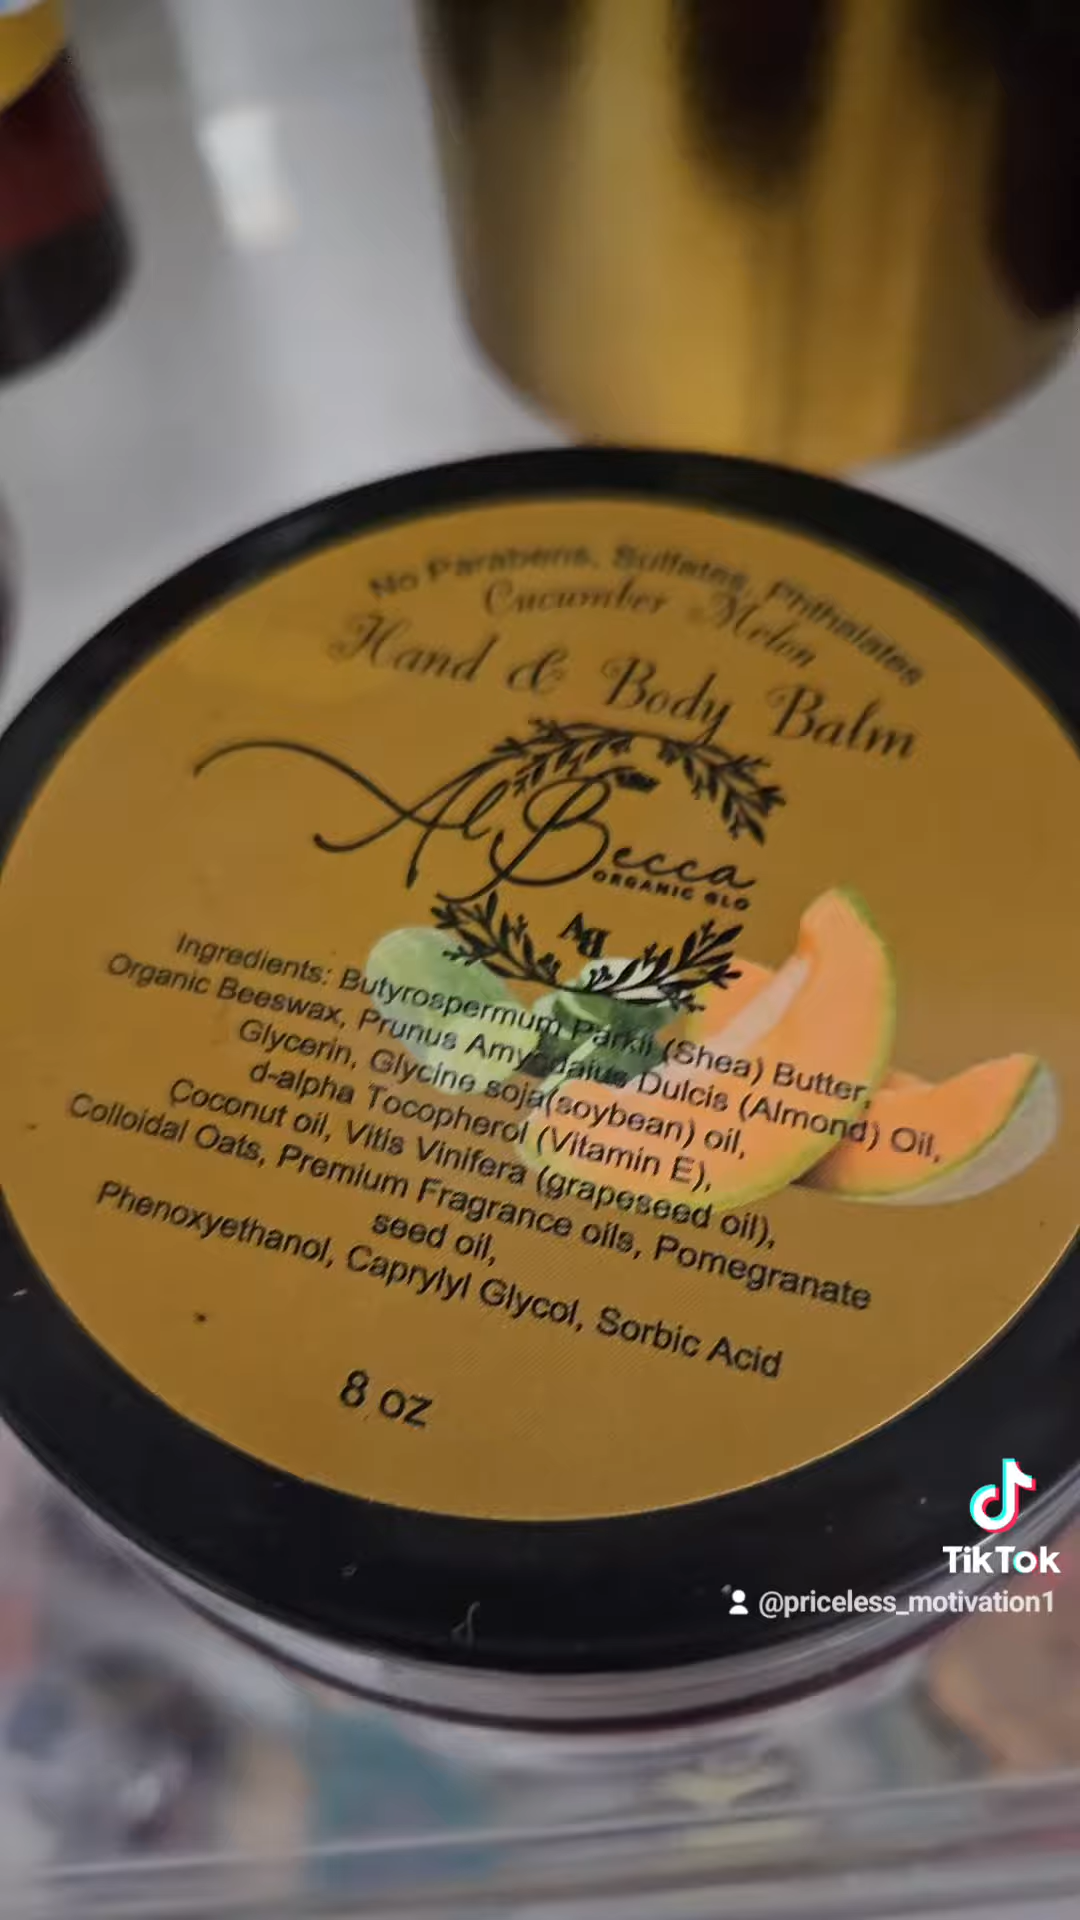 No Parabens, Sulfates, Phthalates
Cucumber Melon
Hand & Body Balm
Al Becca
ORGANIC GLO
AB
Ingredients: Butyrospermum Parkii (Shea) Butter,
Organic Beeswax, Prunus Amygdalus Dulcis (Almond) Oil,
Glycerin, Glycine soja(soybean) oil,
d-alpha Tocopherol (Vitamin E),
Coconut oil, Vitis Vinifera (grapeseed oil),
Colloidal Oats, Premium Fragrance oils, Pomegranate
seed oil,
Phenoxyethanol, Caprylyl Glycol, Sorbic Acid
8 oz
TikTok
@priceless_motivation1